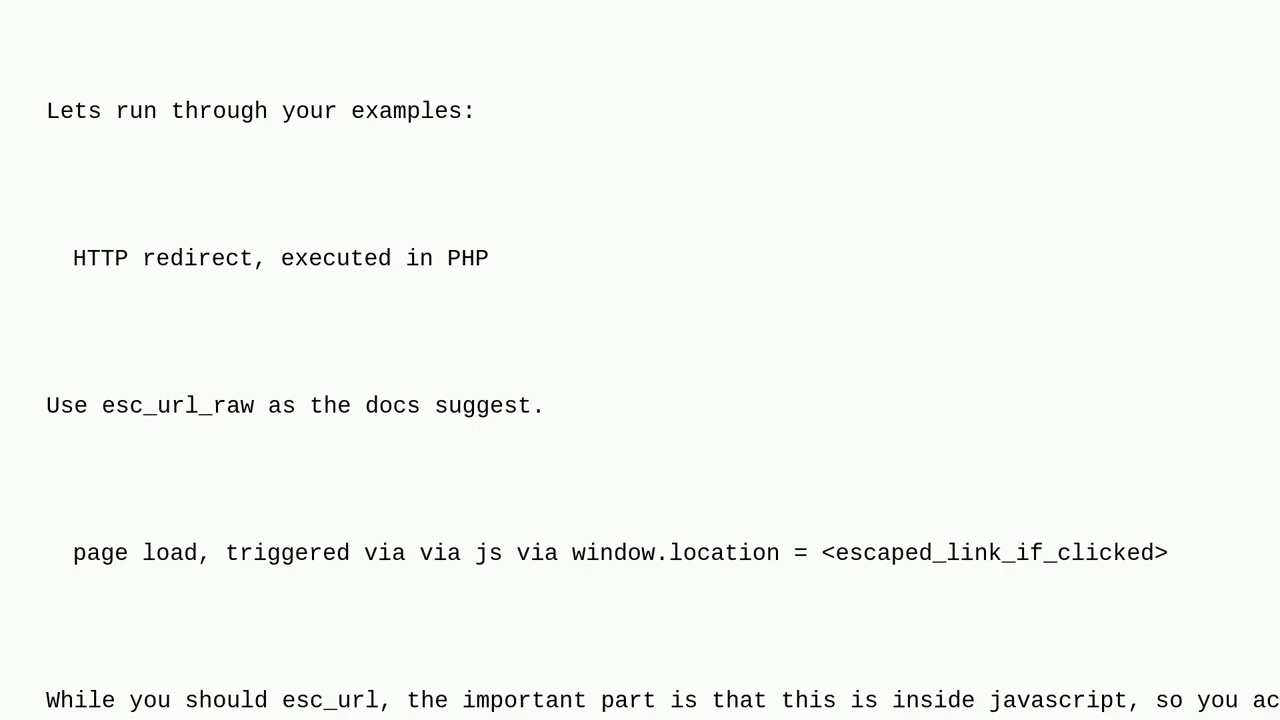 Lets run through your examples:
HTTP redirect, executed in PHP
Use esc_url_raw as the docs suggest.
page load, triggered via via js via window.location = <escaped_link_if_clicked>
While you should esc_url, the important part is that this is inside javascript, so you ac